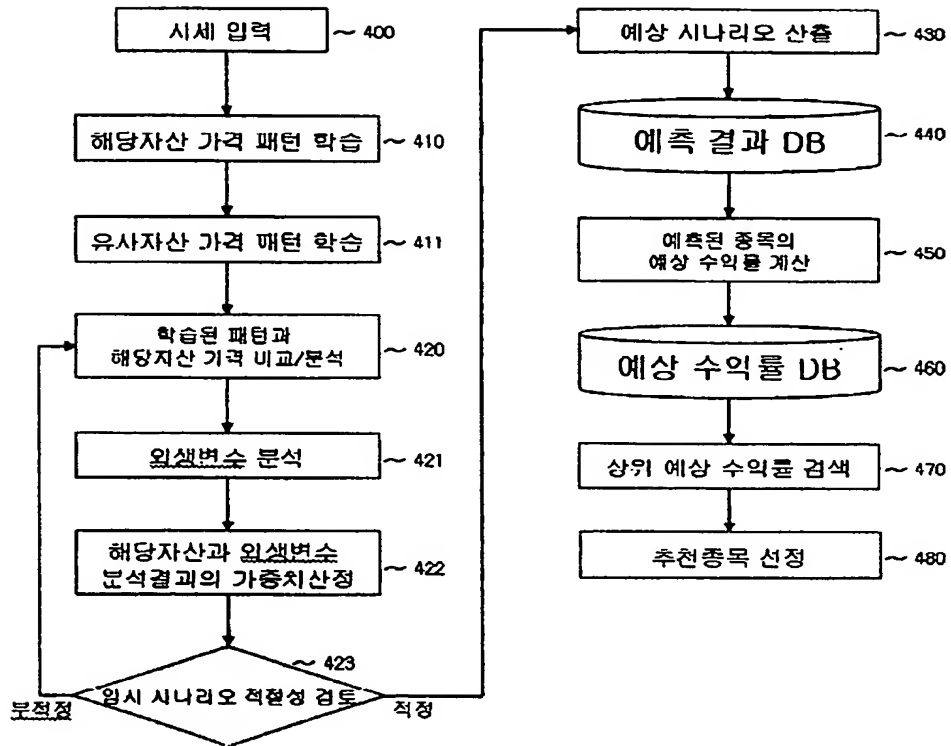 시세 입력 ~ 400
해당자산 가격 패턴 학습 ~ 410
유사자산 가격 패턴 학습 ~ 411
학습된 패턴과
해당자산 가격 비교/분석 ~ 420
외생변수 분석 ~ 421
해당자산과 외생변수
분석결과의 가중치산정 ~ 422
~ 423
임시 시나리오 적절성 검토
부적정
적정
예상 시나리오 산출 ~ 430
예측 결과 DB ~ 440
예측된 종목의
예상 수익률 계산 ~ 450
예상 수익률 DB ~ 460
상위 예상 수익률 검색 ~ 470
추천종목 선정 ~ 480